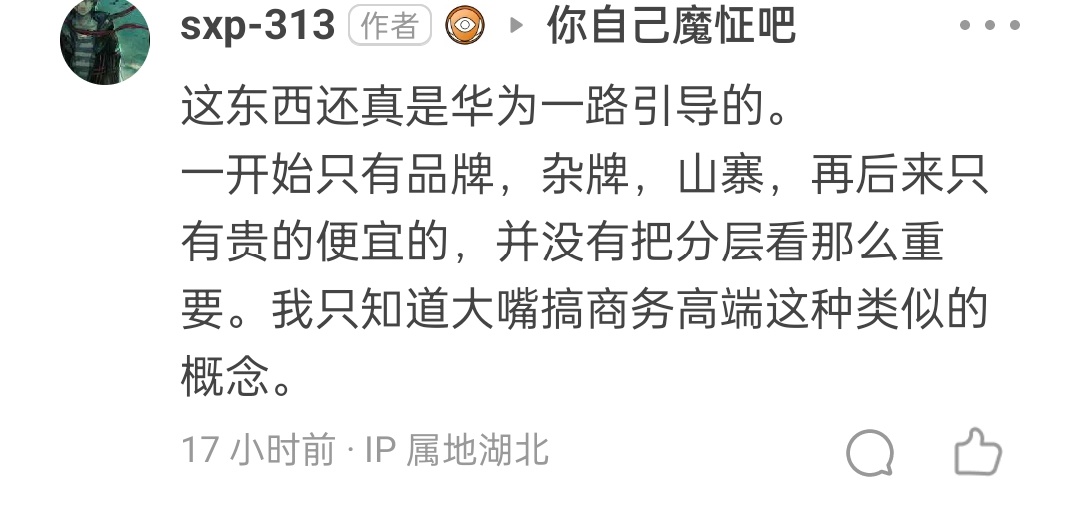 sxp-313 作者 你自己魔怔吧
这东西还真是华为一路引导的。
一开始只有品牌，杂牌，山寨，再后来只
有贵的便宜的，并没有把分层看那么重
要。我只知道大嘴搞商务高端这种类似的
概念。
17 小时前 · IP 属地湖北